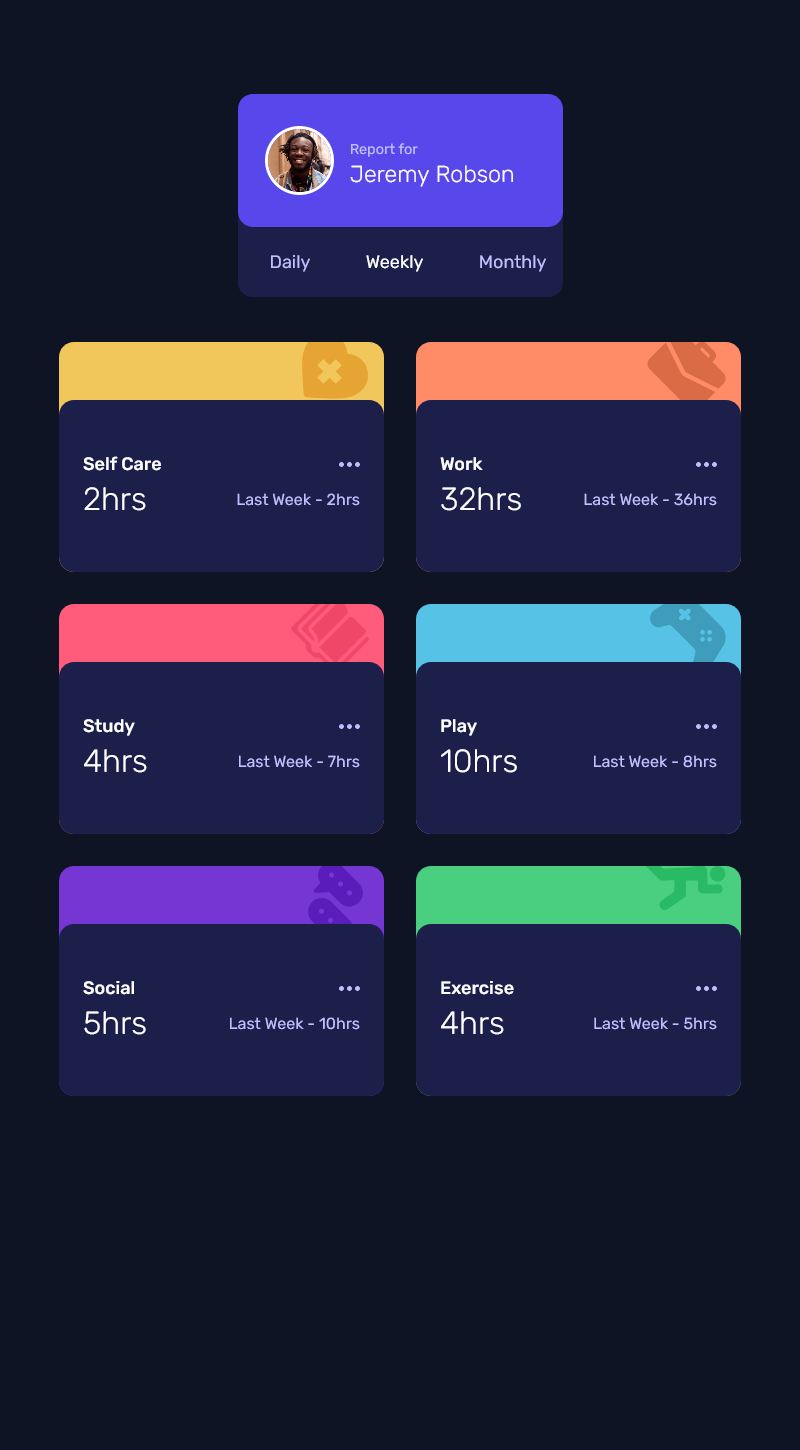 Report for
Jeremy Robson
Daily Weekly Monthly
Self Care
2hrs Last Week - 2hrs
Work
32hrs Last Week - 36hrs
Study
4hrs Last Week - 7hrs
Play
10hrs Last Week - 8hrs
Social
5hrs Last Week - 10hrs
Exercise
4hrs Last Week - 5hrs